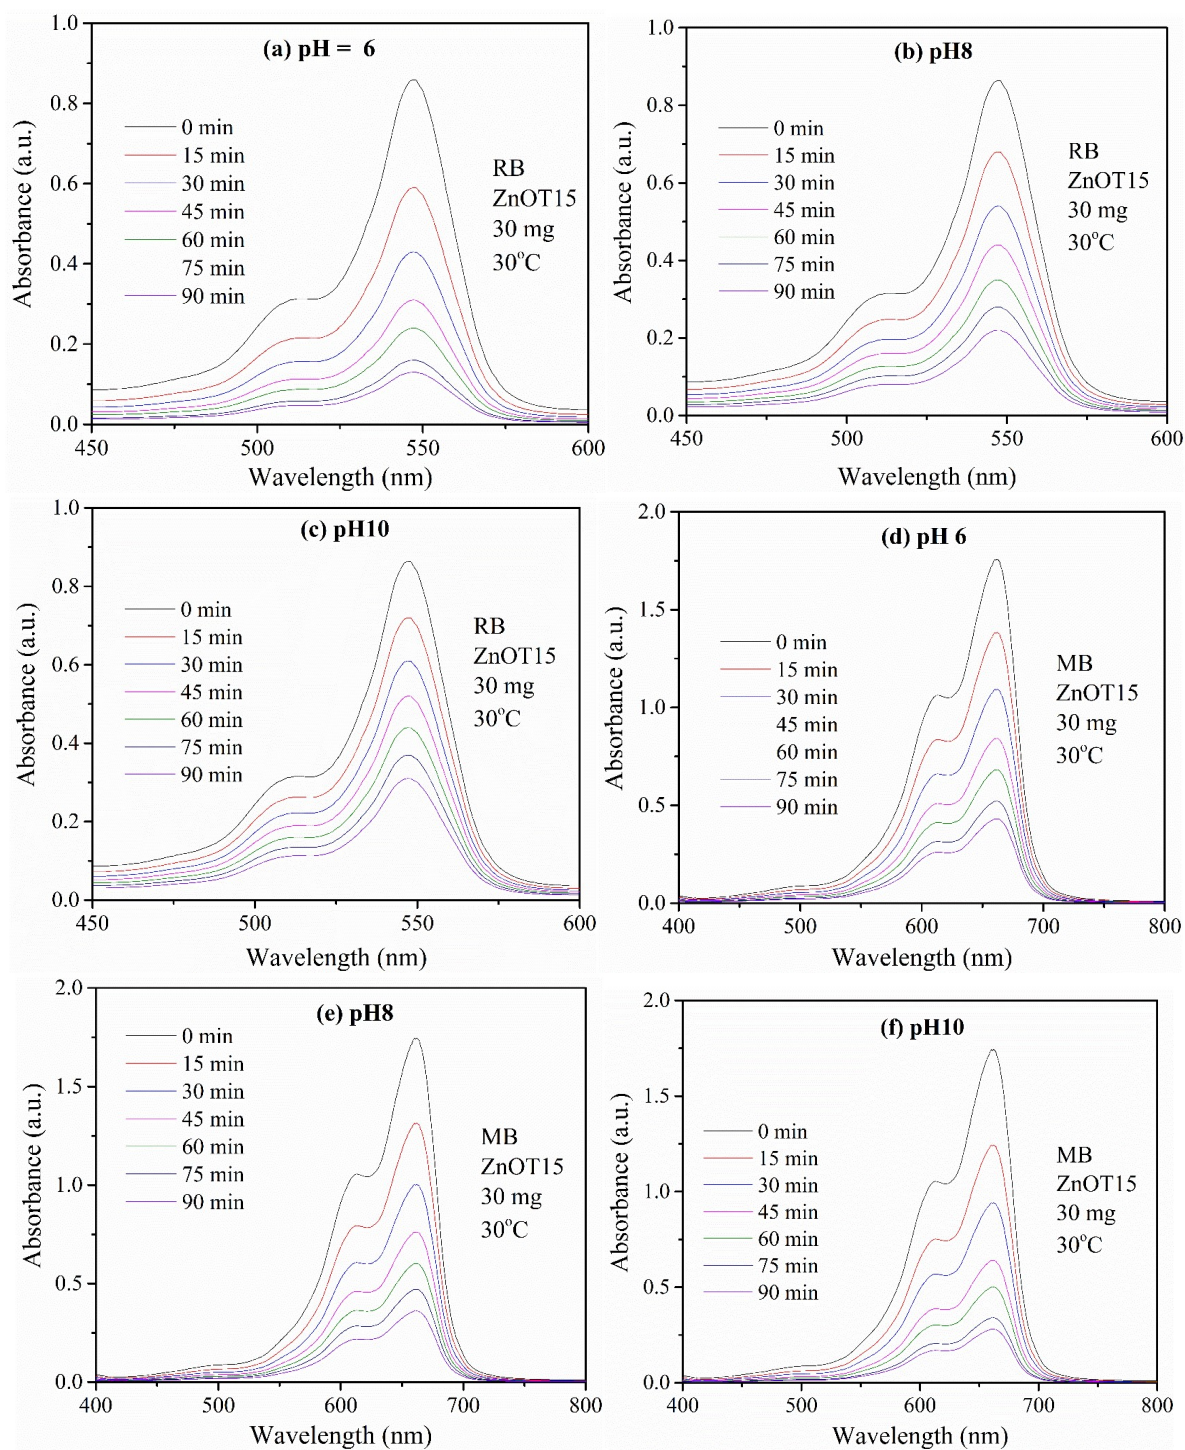 (a) pH = 6
1.0
0.8
0.6
0.4
0.2
0.0
Absorbance (a.u.)
0 min
15 min
30 min
45 min
60 min
75 min
90 min
RB
ZnOT15
30 mg
30°C
450
500
550
600
Wavelength (nm)
(b) pH8
1.0
0.8
0.6
0.4
0.2
0.0
Absorbance (a.u.)
0 min
15 min
30 min
45 min
60 min
75 min
90 min
RB
ZnOT15
30 mg
30°C
450
500
550
600
Wavelength (nm)
(c) pH10
1.0
0.8
0.6
0.4
0.2
0.0
Absorbance (a.u.)
0 min
15 min
30 min
45 min
60 min
75 min
90 min
RB
ZnOT15
30 mg
30°C
450
500
550
600
Wavelength (nm)
(d) pH 6
2.0
1.5
1.0
0.5
0.0
Absorbance (a.u.)
0 min
15 min
30 min
45 min
60 min
75 min
90 min
MB
ZnOT15
30 mg
30°C
400
500
600
700
800
Wavelength (nm)
(e) pH8
2.0
1.5
1.0
0.5
0.0
Absorbance (a.u.)
0 min
15 min
30 min
45 min
60 min
75 min
90 min
MB
ZnOT15
30 mg
30°C
400
500
600
700
800
Wavelength (nm)
(f) pH10
2.0
1.5
1.0
0.5
0.0
Absorbance (a.u.)
0 min
15 min
30 min
45 min
60 min
75 min
90 min
MB
ZnOT15
30 mg
30°C
400
500
600
700
800
Wavelength (nm)